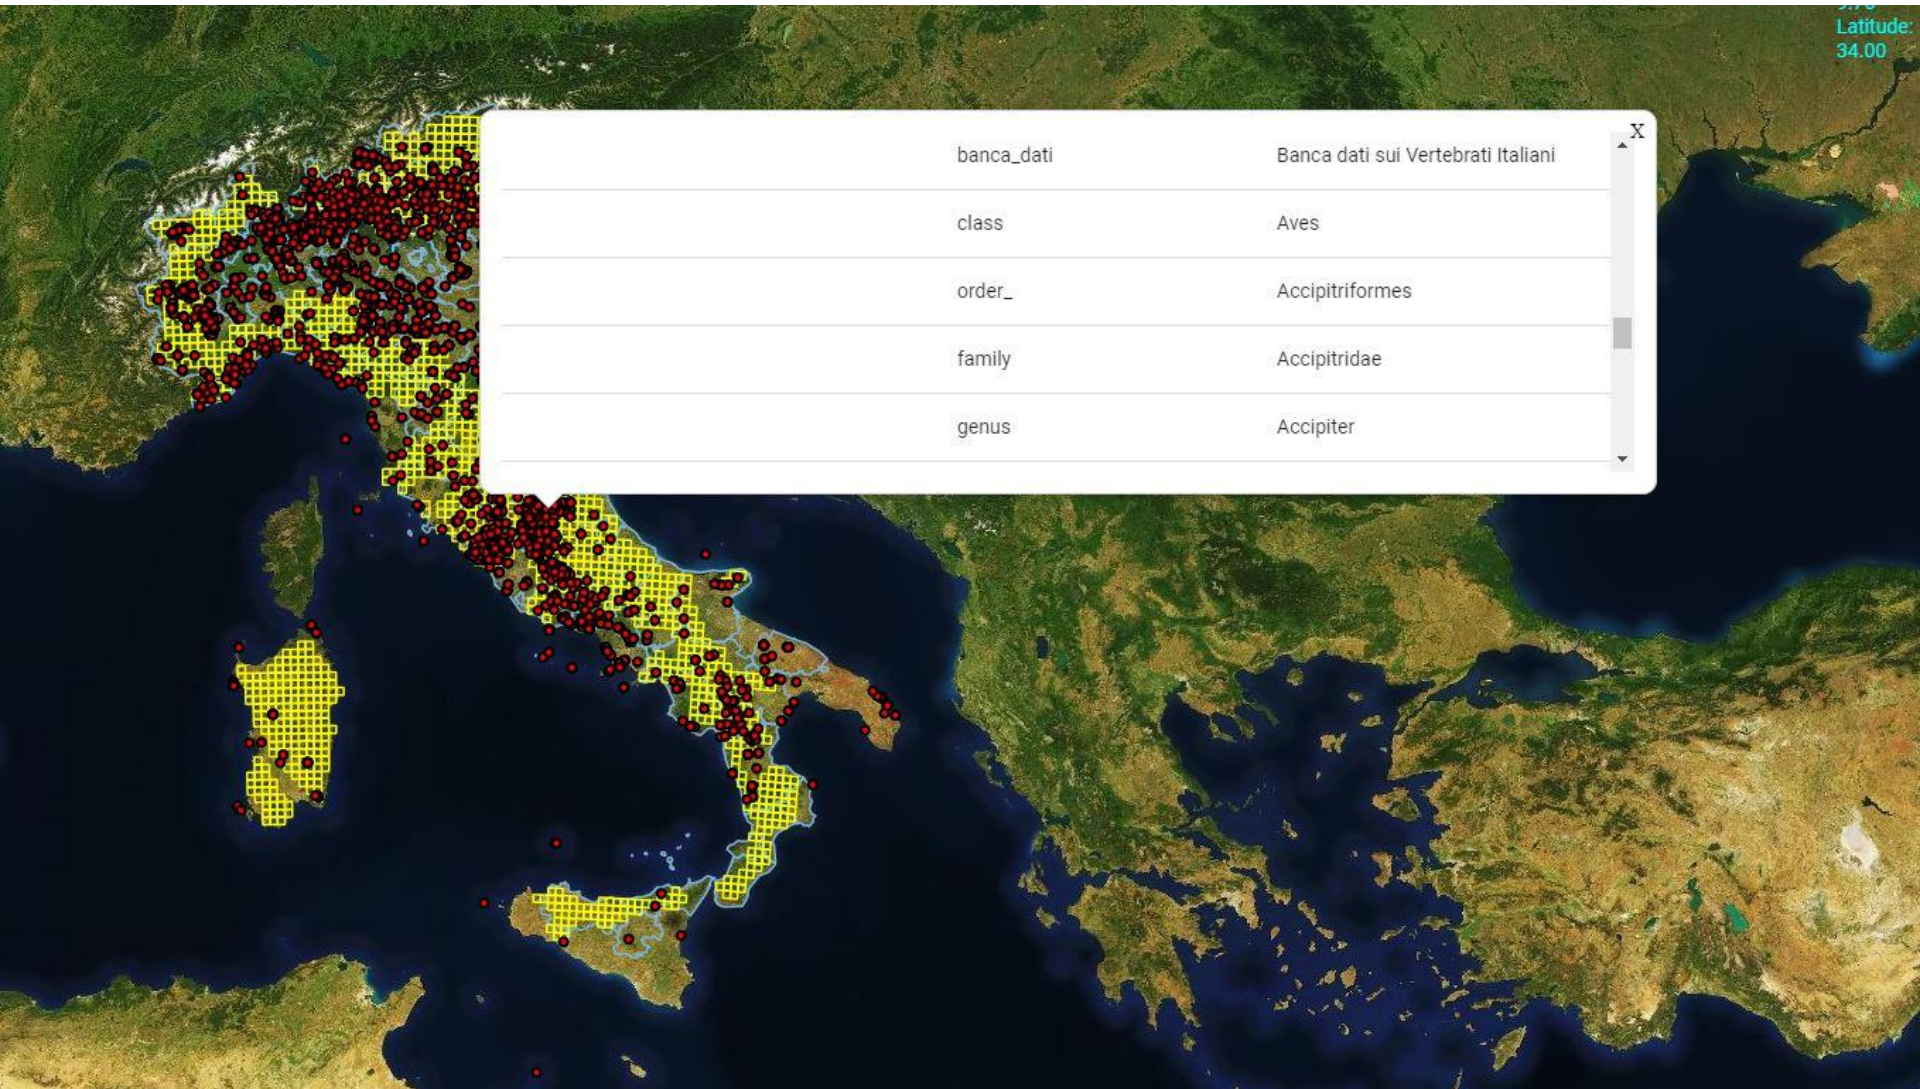 Latitude:
34.00
X
banca_dati Banca dati sui Vertebrati Italiani
class Aves
order_ Accipitriformes
family Accipitridae
genus Accipiter